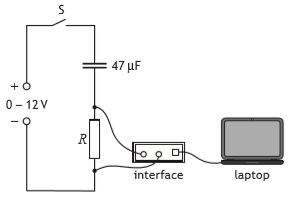 S
47 μF
+
0 – 12 V
–
R
interface
laptop